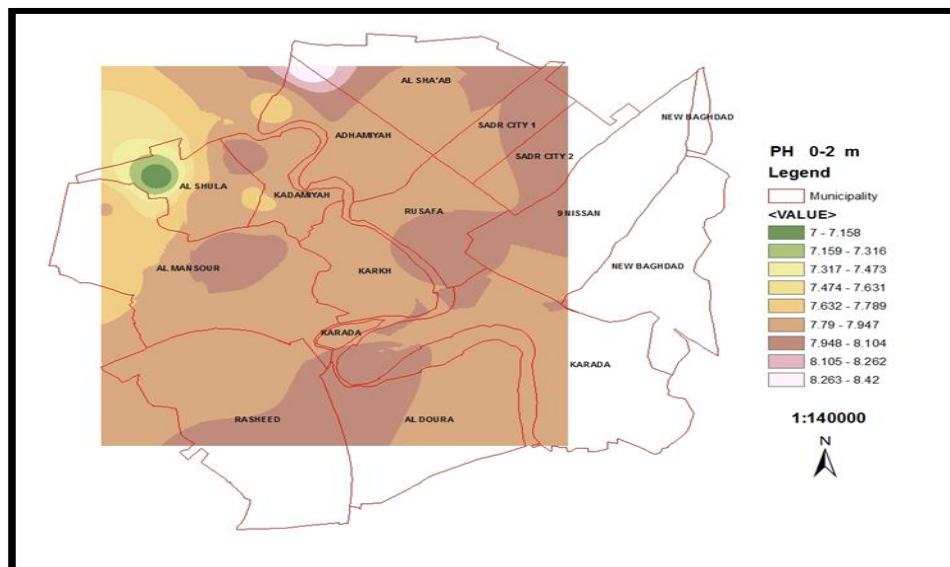 AL SHA'AB
NEW BAGHDAD
SADR CITY 1
ADHAMIYAH
SADR CITY 2
AL SHULA
KADAMIYAH
RUSAFA
9 NISSAN
AL MANSOUR
KARKH
NEW BAGHDAD
KARADA
KARADA
RASHEED
AL DOURA
PH 0-2 m
Legend
Municipality
<VALUE>
7 - 7.158
7.159 - 7.316
7.317 - 7.473
7.474 - 7.631
7.632 - 7.789
7.79 - 7.947
7.948 - 8.104
8.105 - 8.262
8.263 - 8.42
1:140000
N